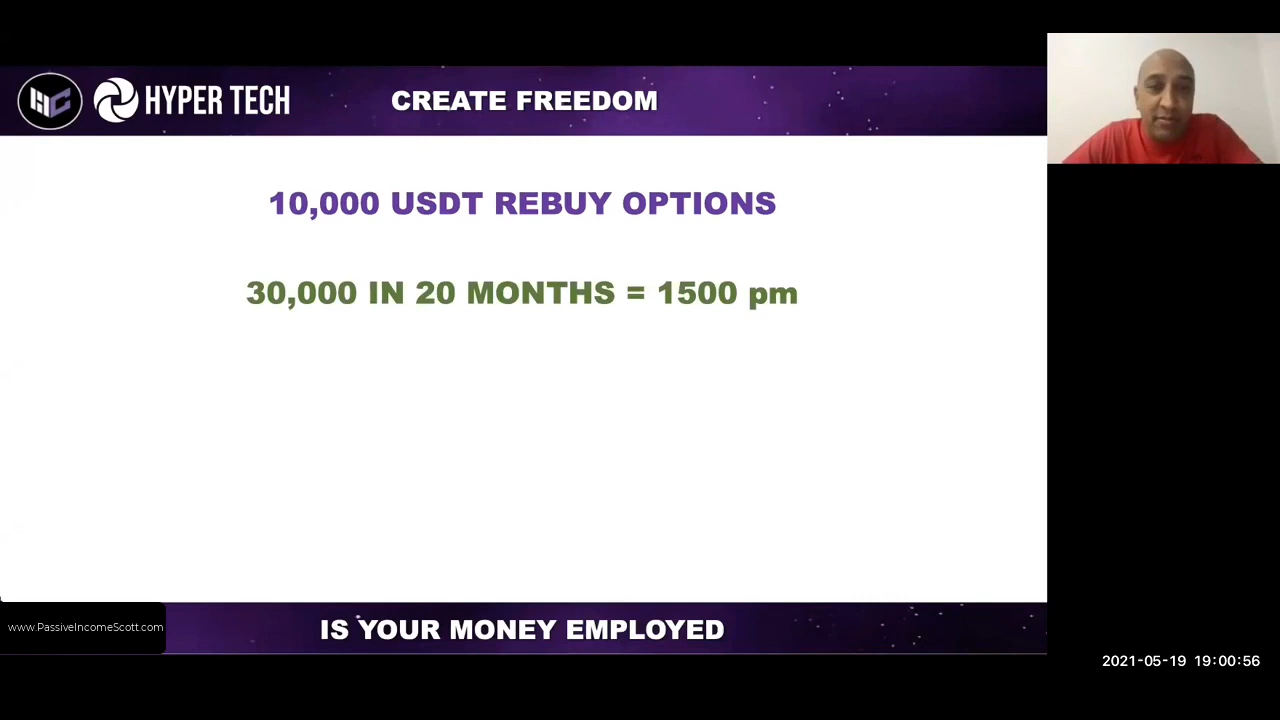 HC HYPER TECH
CREATE FREEDOM
10,000 USDT REBUY OPTIONS
30,000 IN 20 MONTHS = 1500 pm
www.PassiveIncomeScott.com
IS YOUR MONEY EMPLOYED
2021-05-19 19:00:56